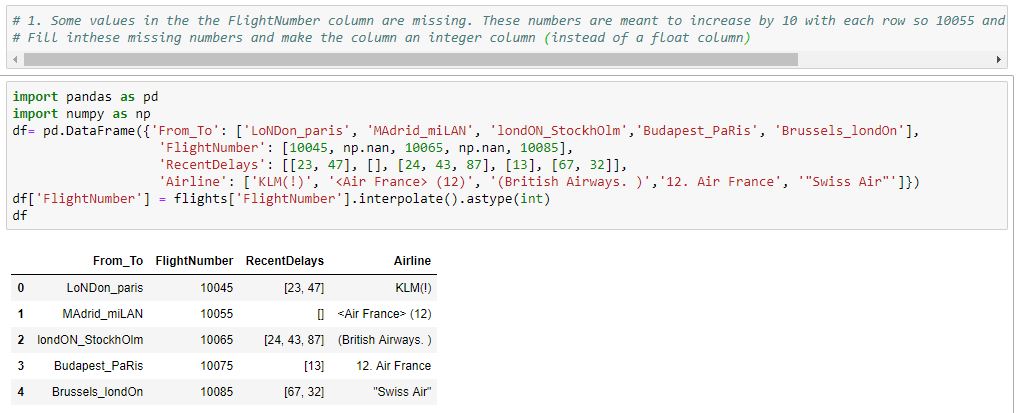 # 1. Some values in the the FlightNumber column are missing. These numbers are meant to increase by 10 with each row so 10055 and
# Fill inthese missing numbers and make the column an integer column (instead of a float column)
import pandas as pd
import numpy as np
df= pd.DataFrame({'From_To': ['LoNDon_paris', 'MAdrid_miLAN', 'londON_StockhOlm','Budapest_PaRis', 'Brussels_londOn'],
'FlightNumber': [10045, np.nan, 10065, np.nan, 10085],
'RecentDelays': [[23, 47], [], [24, 43, 87], [13], [67, 32]],
'Airline': ['KLM(!)', '<Air France> (12)', '(British Airways. )','12. Air France', '"Swiss Air"']})
df['FlightNumber'] = flights['FlightNumber'].interpolate().astype(int)
df
From_To FlightNumber RecentDelays Airline
0 LoNDon_paris 10045 [23, 47] KLM(!)
1 MAdrid_miLAN 10055 [] <Air France> (12)
2 londON_StockhOlm 10065 [24, 43, 87] (British Airways. )
3 Budapest_PaRis 10075 [13] 12. Air France
4 Brussels_londOn 10085 [67, 32] "Swiss Air"